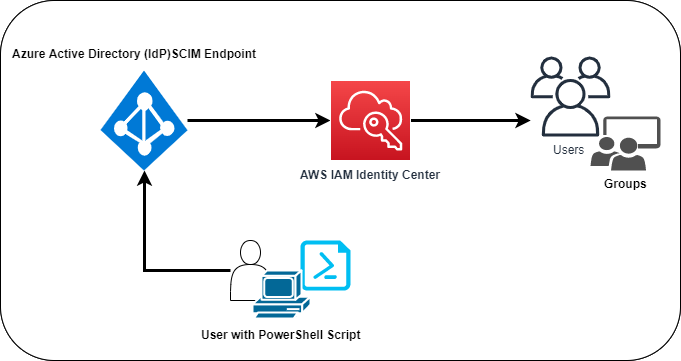 Azure Active Directory (IdP)SCIM Endpoint
AWS IAM Identity Center
Users
Groups
User with PowerShell Script